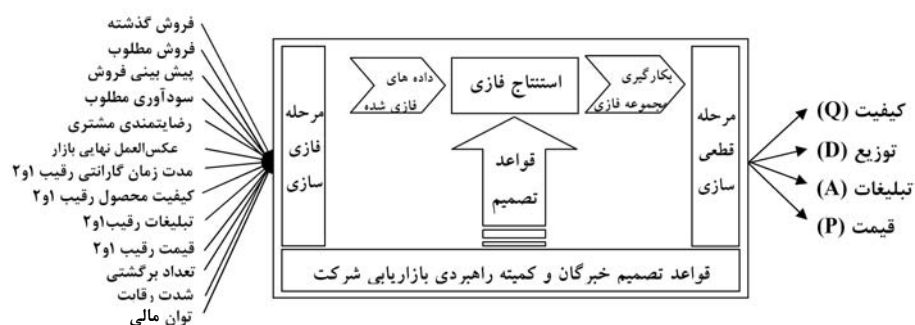 فروش گذشته
فروش مطلوب
پیش بینی فروش
سودآوری مطلوب
رضایتمندی مشتری
عکس‌العمل نهایی بازار
مدت زمان گارانتی رقیب ۱و۲
کیفیت محصول رقیب ۱و۲
تبلیغات رقیب۱و۲
قیمت رقیب ۱و۲
تعداد برگشتی
شدت رقابت
توان مالی
مرحله
فازی
سازی
داده های
فازی شده
استنتاج فازی
بکارگیری
مجموعه فازی
قواعد
تصمیم
مرحله
قطعی
سازی
قواعد تصمیم خبرگان و کمیته راهبردی بازاریابی شرکت
کیفیت (Q)
توزیع (D)
تبلیغات (A)
قیمت (P)